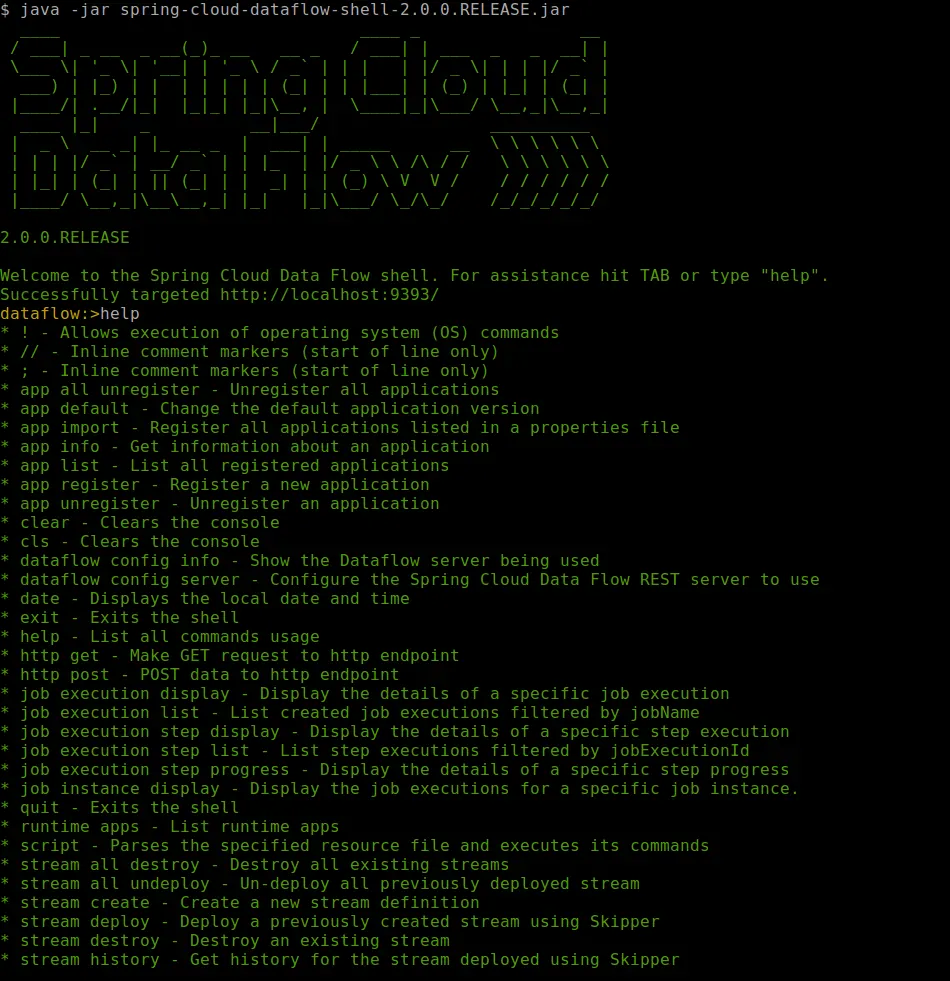 $ java -jar spring-cloud-dataflow-shell-2.0.0.RELEASE.jar
Spring Cloud
Data Flow
2.0.0.RELEASE
Welcome to the Spring Cloud Data Flow shell. For assistance hit TAB or type "help".
Successfully targeted http://localhost:9393/
dataflow:>help
* ! - Allows execution of operating system (OS) commands
* // - Inline comment markers (start of line only)
* ; - Inline comment markers (start of line only)
* app all unregister - Unregister all applications
* app default - Change the default application version
* app import - Register all applications listed in a properties file
* app info - Get information about an application
* app list - List all registered applications
* app register - Register a new application
* app unregister - Unregister an application
* clear - Clears the console
* cls - Clears the console
* dataflow config info - Show the Dataflow server being used
* dataflow config server - Configure the Spring Cloud Data Flow REST server to use
* date - Displays the local date and time
* exit - Exits the shell
* help - List all commands usage
* http get - Make GET request to http endpoint
* http post - POST data to http endpoint
* job execution display - Display the details of a specific job execution
* job execution list - List created job executions filtered by jobName
* job execution step display - Display the details of a specific step execution
* job execution step list - List step executions filtered by jobExecutionId
* job execution step progress - Display the details of a specific step progress
* job instance display - Display the job executions for a specific job instance.
* quit - Exits the shell
* runtime apps - List runtime apps
* script - Parses the specified resource file and executes its commands
* stream all destroy - Destroy all existing streams
* stream all undeploy - Un-deploy all previously deployed stream
* stream create - Create a new stream definition
* stream deploy - Deploy a previously created stream using Skipper
* stream destroy - Destroy an existing stream
* stream history - Get history for the stream deployed using Skipper